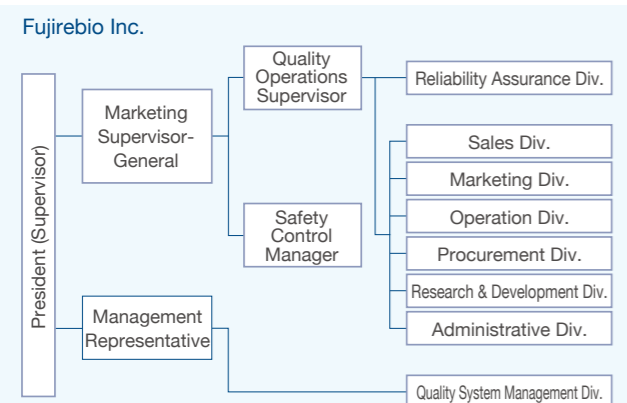 Fujirebio Inc.
President (Supervisor)
Marketing
Supervisor-
General
Management
Representative
Quality
Operations
Supervisor
Safety
Control
Manager
Reliability Assurance Div.
Sales Div.
Marketing Div.
Operation Div.
Procurement Div.
Research & Development Div.
Administrative Div.
Quality System Management Div.